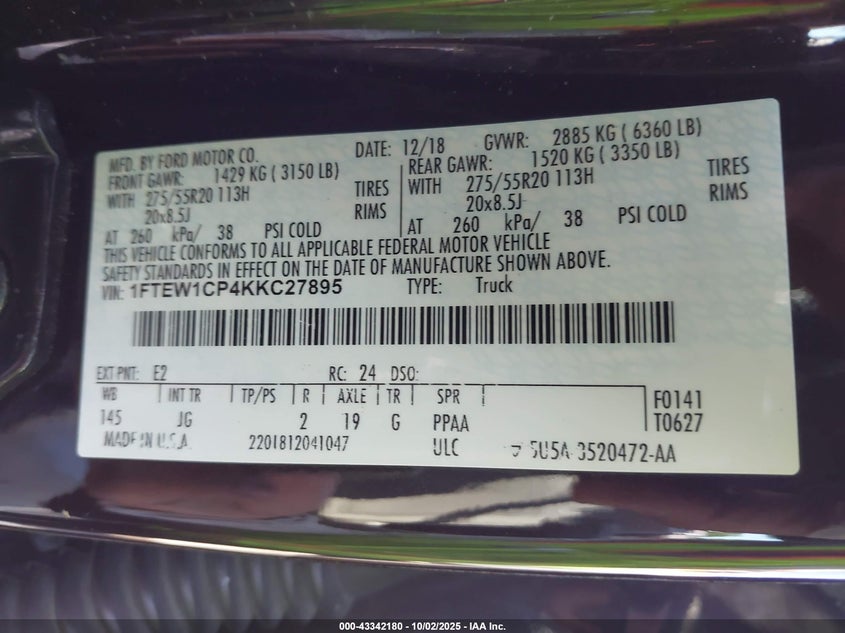 MFD. BY FORD MOTOR CO. DATE: 12/18 GVWR: 2885 KG ( 6360 LB)
FRONT GAWR: 1429 KG ( 3150 LB) REAR GAWR: 1520 KG ( 3350 LB)
WITH 275/55R20 113H TIRES WITH 275/55R20 113H TIRES
20x8.5J RIMS 20x8.5J RIMS
AT 260 kPa/ 38 PSI COLD AT 260 kPa/ 38 PSI COLD
THIS VEHICLE CONFORMS TO ALL APPLICABLE FEDERAL MOTOR VEHICLE
SAFETY STANDARDS IN EFFECT ON THE DATE OF MANUFACTURE SHOWN ABOVE.
VIN: 1FTEW1CP4KKC27895 TYPE: Truck
EXT PNT: E2 RC: 24 DSO:
WB INT TR TP/PS R AXLE TR SPR F0141
145 JG 2 19 G PPAA T0627
MADE IN U.S.A. 2201812041047 ULC 5U5A-3520472-AA
000-43342180 - 10/02/2025 - IAA Inc.